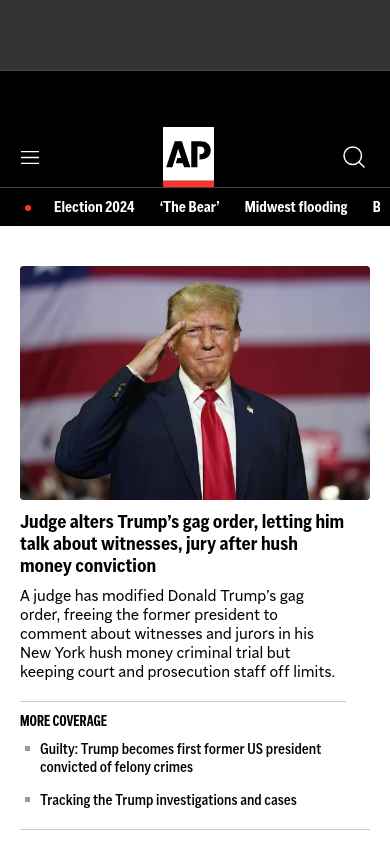 AP
Election 2024 ‘The Bear’ Midwest flooding B
Judge alters Trump’s gag order, letting him
talk about witnesses, jury after hush
money conviction
A judge has modified Donald Trump’s gag
order, freeing the former president to
comment about witnesses and jurors in his
New York hush money criminal trial but
keeping court and prosecution staff off limits.
MORE COVERAGE
Guilty: Trump becomes first former US president
convicted of felony crimes
Tracking the Trump investigations and cases